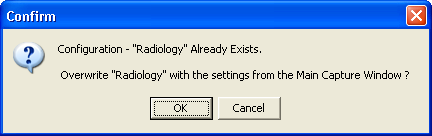 Confirm
Configuration - "Radiology" Already Exists.
Overwrite "Radiology" with the settings from the Main Capture Window ?
OK
Cancel